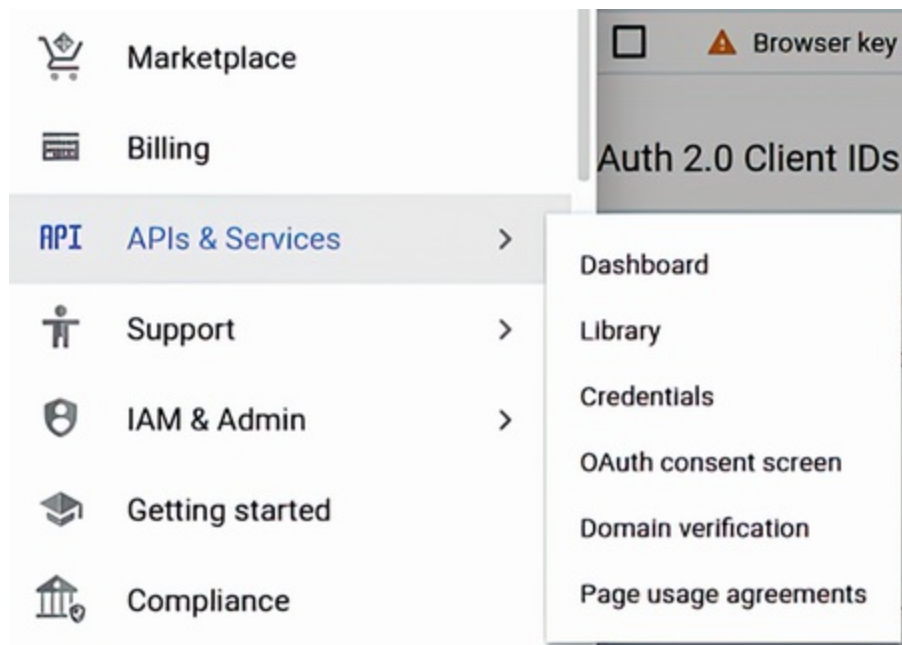 Marketplace
Billing
API APIs & Services
Support
IAM & Admin
Getting started
Compliance
Browser key
Auth 2.0 Client IDs
Dashboard
Library
Credentials
OAuth consent screen
Domain verification
Page usage agreements